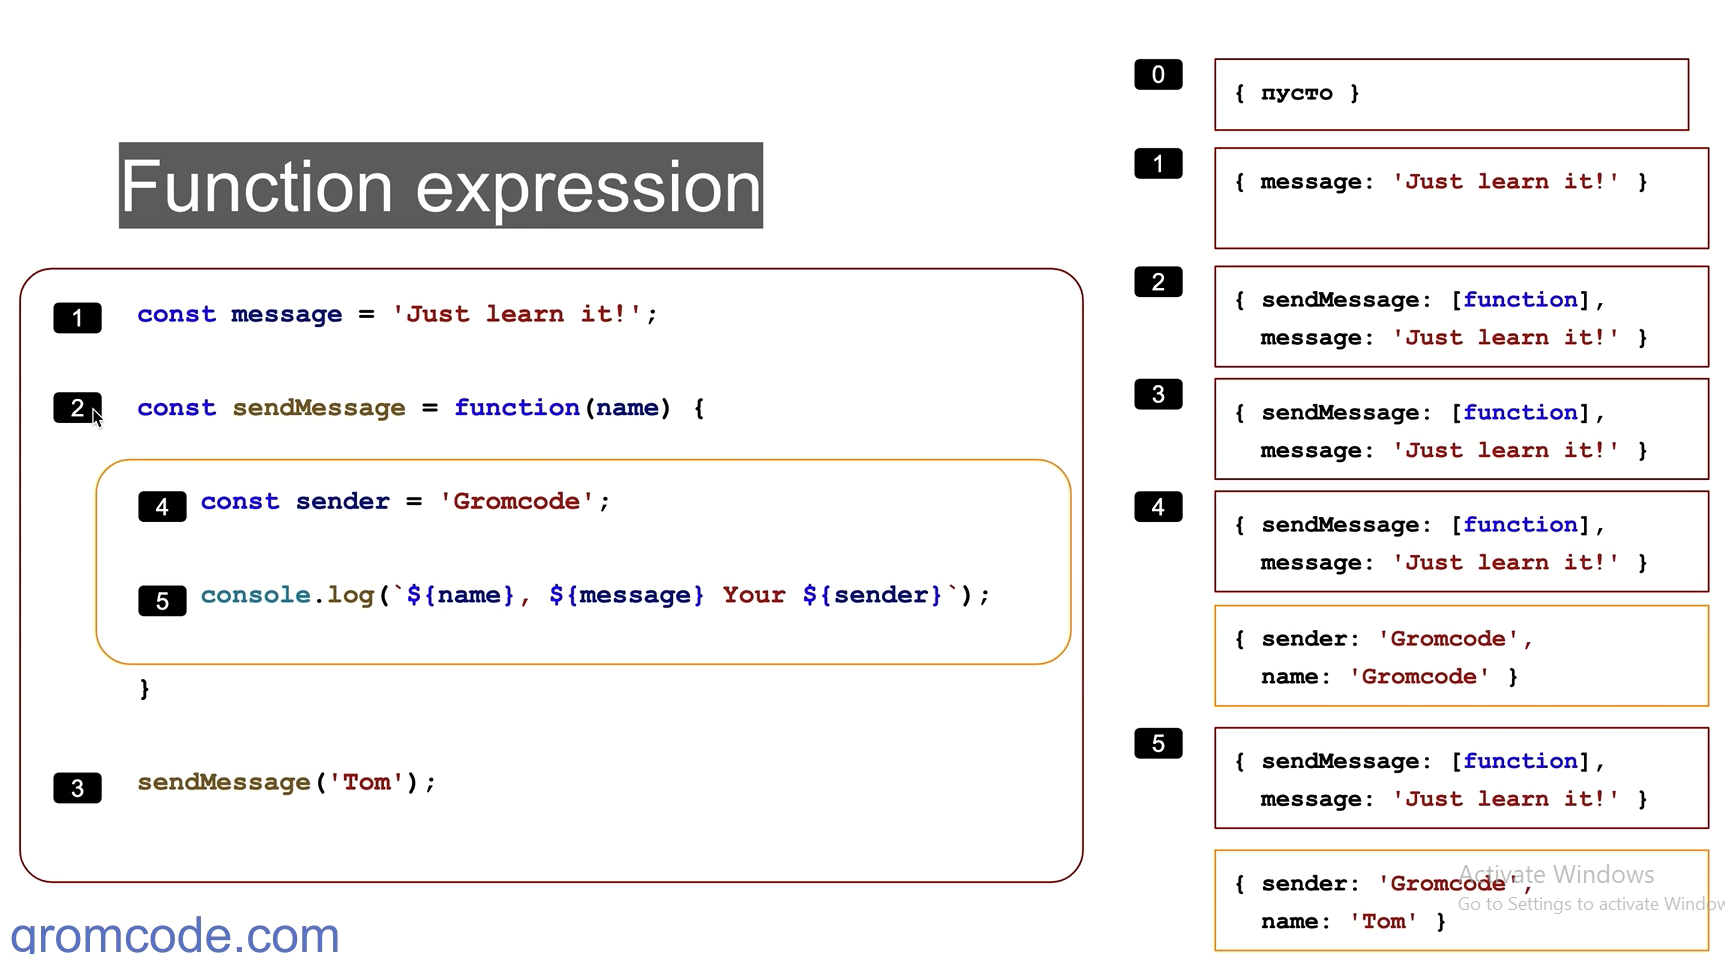 Function expression
1 const message = 'Just learn it!';
2 const sendMessage = function(name) {
4 const sender = 'Gromcode';
5 console.log(`${name}, ${message} Your ${sender}`);
}
3 sendMessage('Tom');
gromcode.com
0 { пусто }
1 { message: 'Just learn it!' }
2 { sendMessage: [function],
message: 'Just learn it!' }
3 { sendMessage: [function],
message: 'Just learn it!' }
4 { sendMessage: [function],
message: 'Just learn it!' }
{ sender: 'Gromcode',
name: 'Gromcode' }
5 { sendMessage: [function],
message: 'Just learn it!' }
{ sender: 'Gromcode',
name: 'Tom' }
Activate Windows
Go to Settings to activate Window